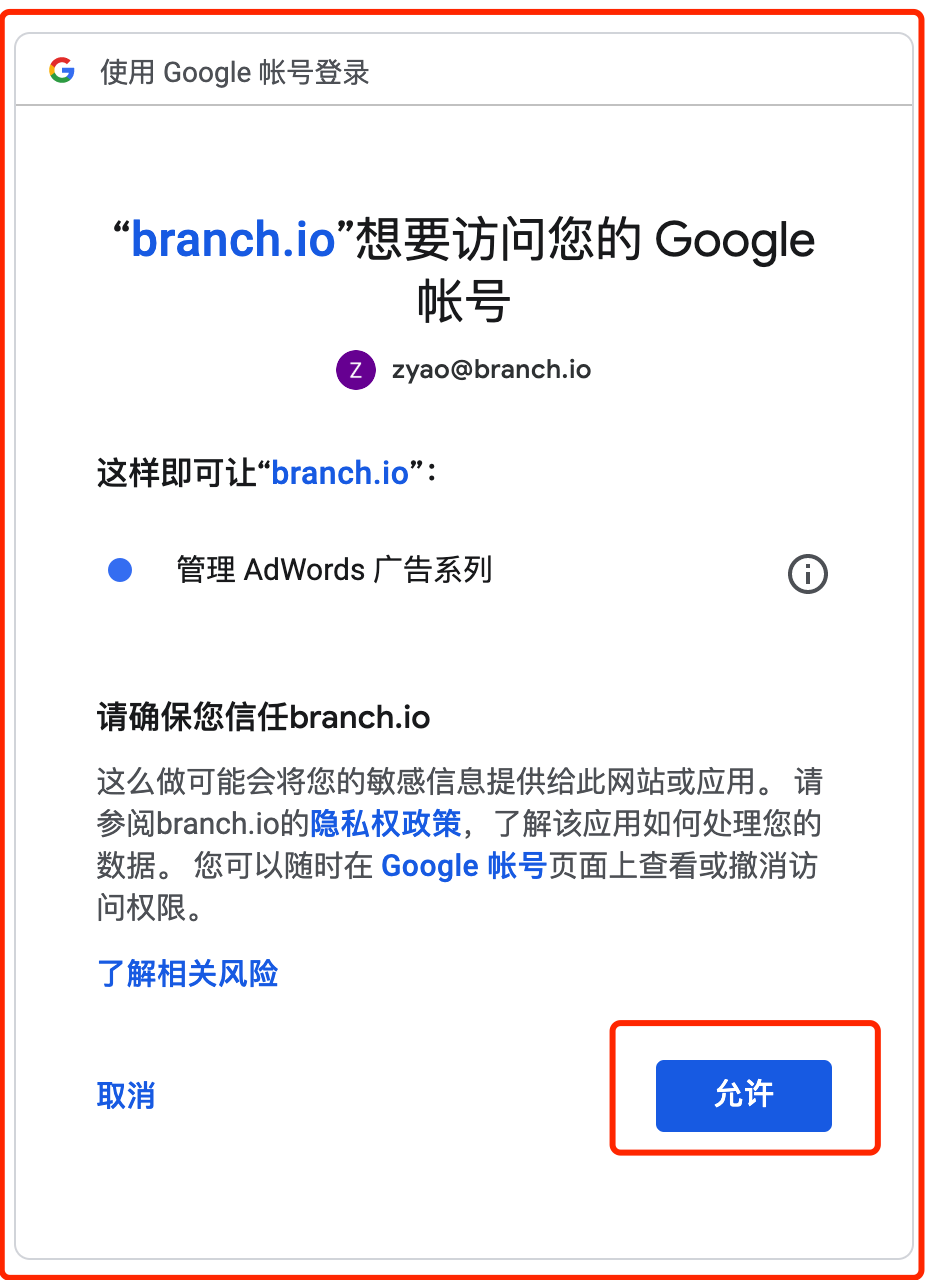 使用 Google 帐号登录
“branch.io”想要访问您的 Google
帐号
Z zyao@branch.io
这样即可让“branch.io”：
管理 AdWords 广告系列
请确保您信任branch.io
这么做可能会将您的敏感信息提供给此网站或应用。 请
参阅branch.io的隐私权政策，了解该应用如何处理您的
数据。 您可以随时在 Google 帐号页面上查看或撤消访
问权限。
了解相关风险
取消
允许